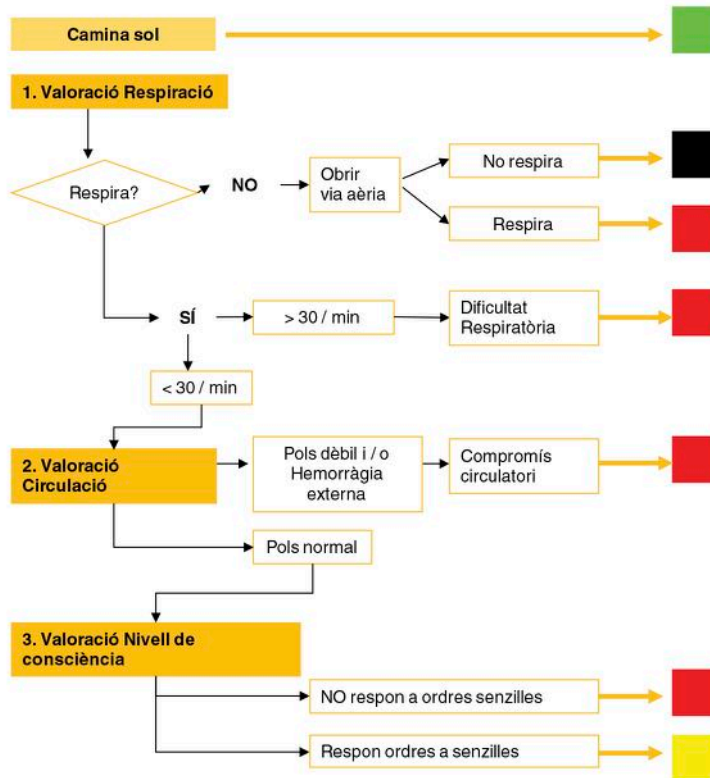 Camina sol
1. Valoració Respiració
Respira?
NO
Obrir
via aèria
No respira
Respira
SÍ
> 30 / min
Dificultat
Respiratòria
< 30 / min
2. Valoració
Circulació
Pols dèbil i / o
Hemorràgia
externa
Compromís
circulatori
Pols normal
3. Valoració Nivell de
consciència
NO respon a ordres senzilles
Respon ordres a senzilles